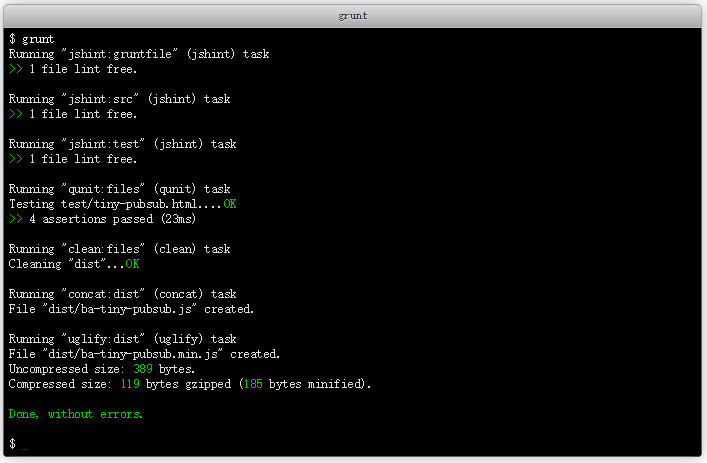 grunt
$ grunt
Running "jshint:gruntfile" (jshint) task
>> 1 file lint free.
Running "jshint:src" (jshint) task
>> 1 file lint free.
Running "jshint:test" (jshint) task
>> 1 file lint free.
Running "qunit:files" (qunit) task
Testing test/tiny-pubsub.html....OK
>> 4 assertions passed (23ms)
Running "clean:files" (clean) task
Cleaning "dist"...OK
Running "concat:dist" (concat) task
File "dist/ba-tiny-pubsub.js" created.
Running "uglify:dist" (uglify) task
File "dist/ba-tiny-pubsub.min.js" created.
Uncompressed size: 389 bytes.
Compressed size: 119 bytes gzipped (185 bytes minified).
Done, without errors.
$ _